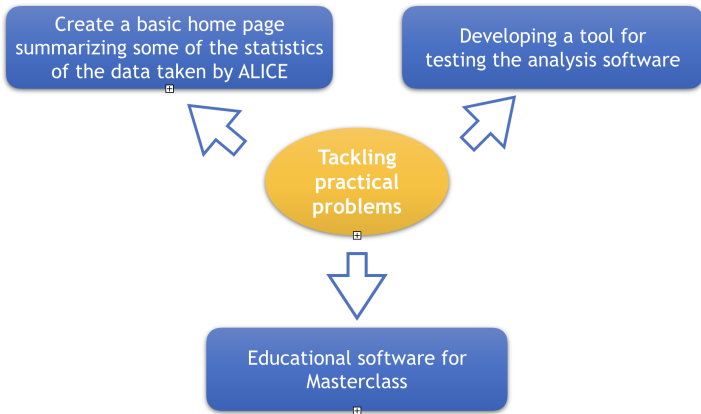 Create a basic home page
summarizing some of the statistics
of the data taken by ALICE
Developing a tool for
testing the analysis software
Tackling
practical
problems
Educational software for
Masterclass